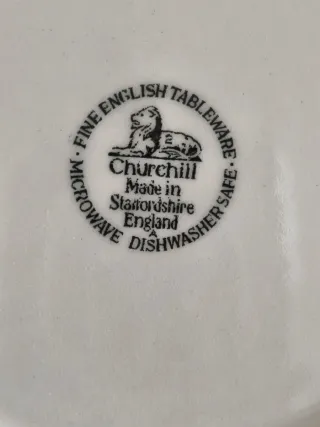 · FINE ENGLISH TABLEWARE ·
Churchill
Made in
Staffordshire
England
A
MICROWAVE DISHWASHER SAFE